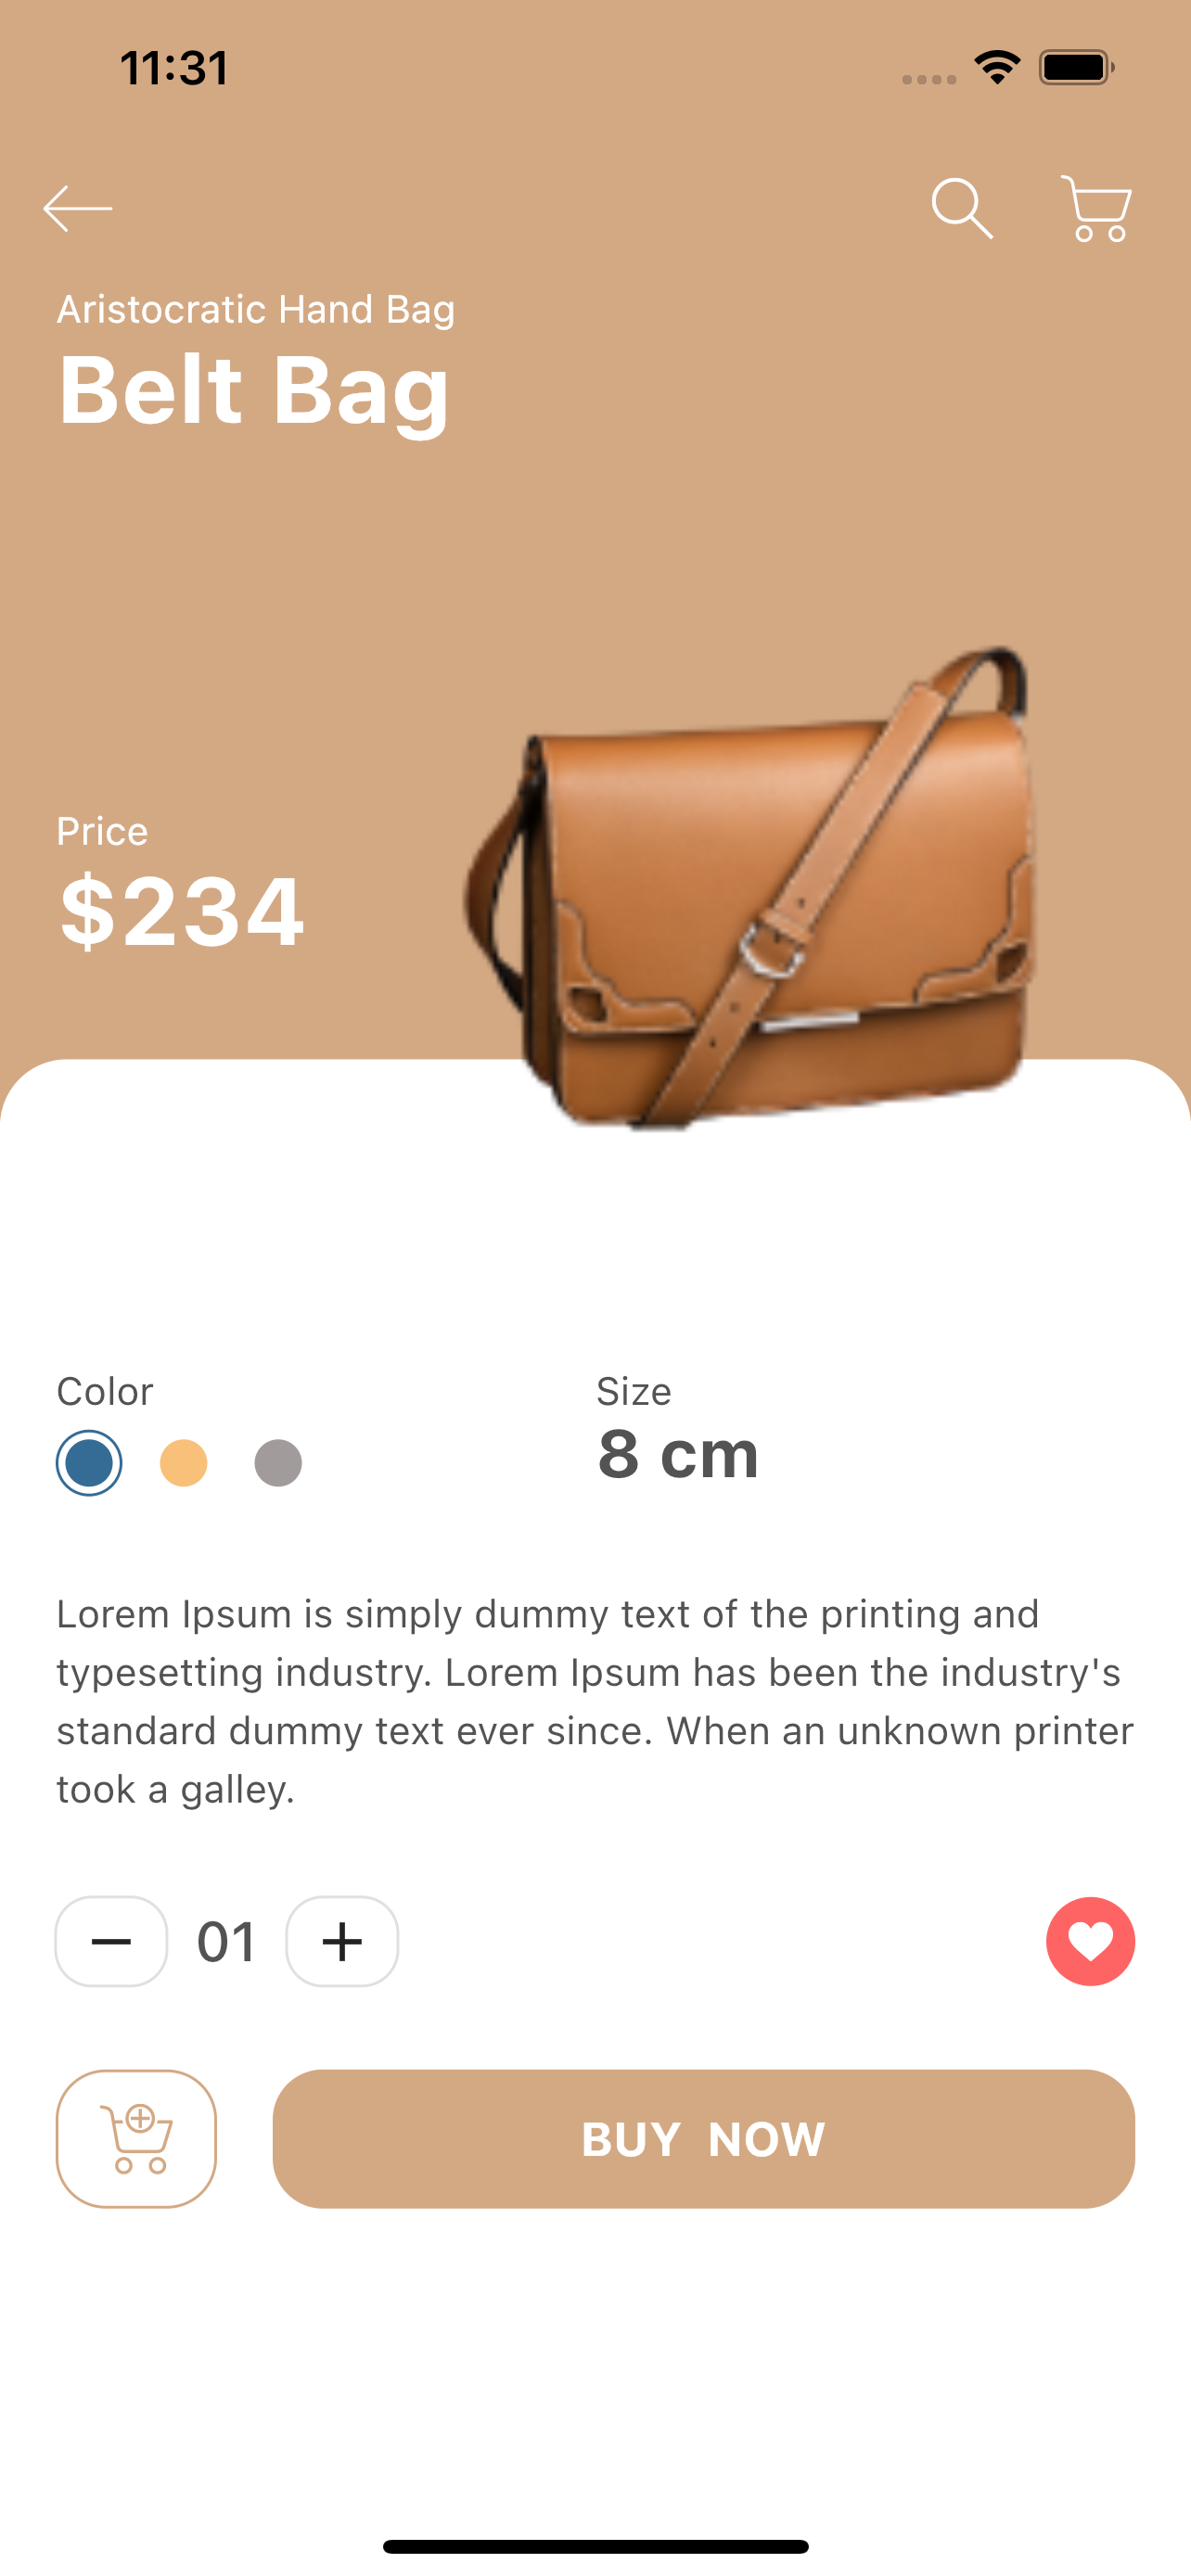 11:31
Aristocratic Hand Bag
Belt Bag
Price
$234
Color
Size
8 cm
Lorem Ipsum is simply dummy text of the printing and
typesetting industry. Lorem Ipsum has been the industry's
standard dummy text ever since. When an unknown printer
took a galley.
01
BUY NOW